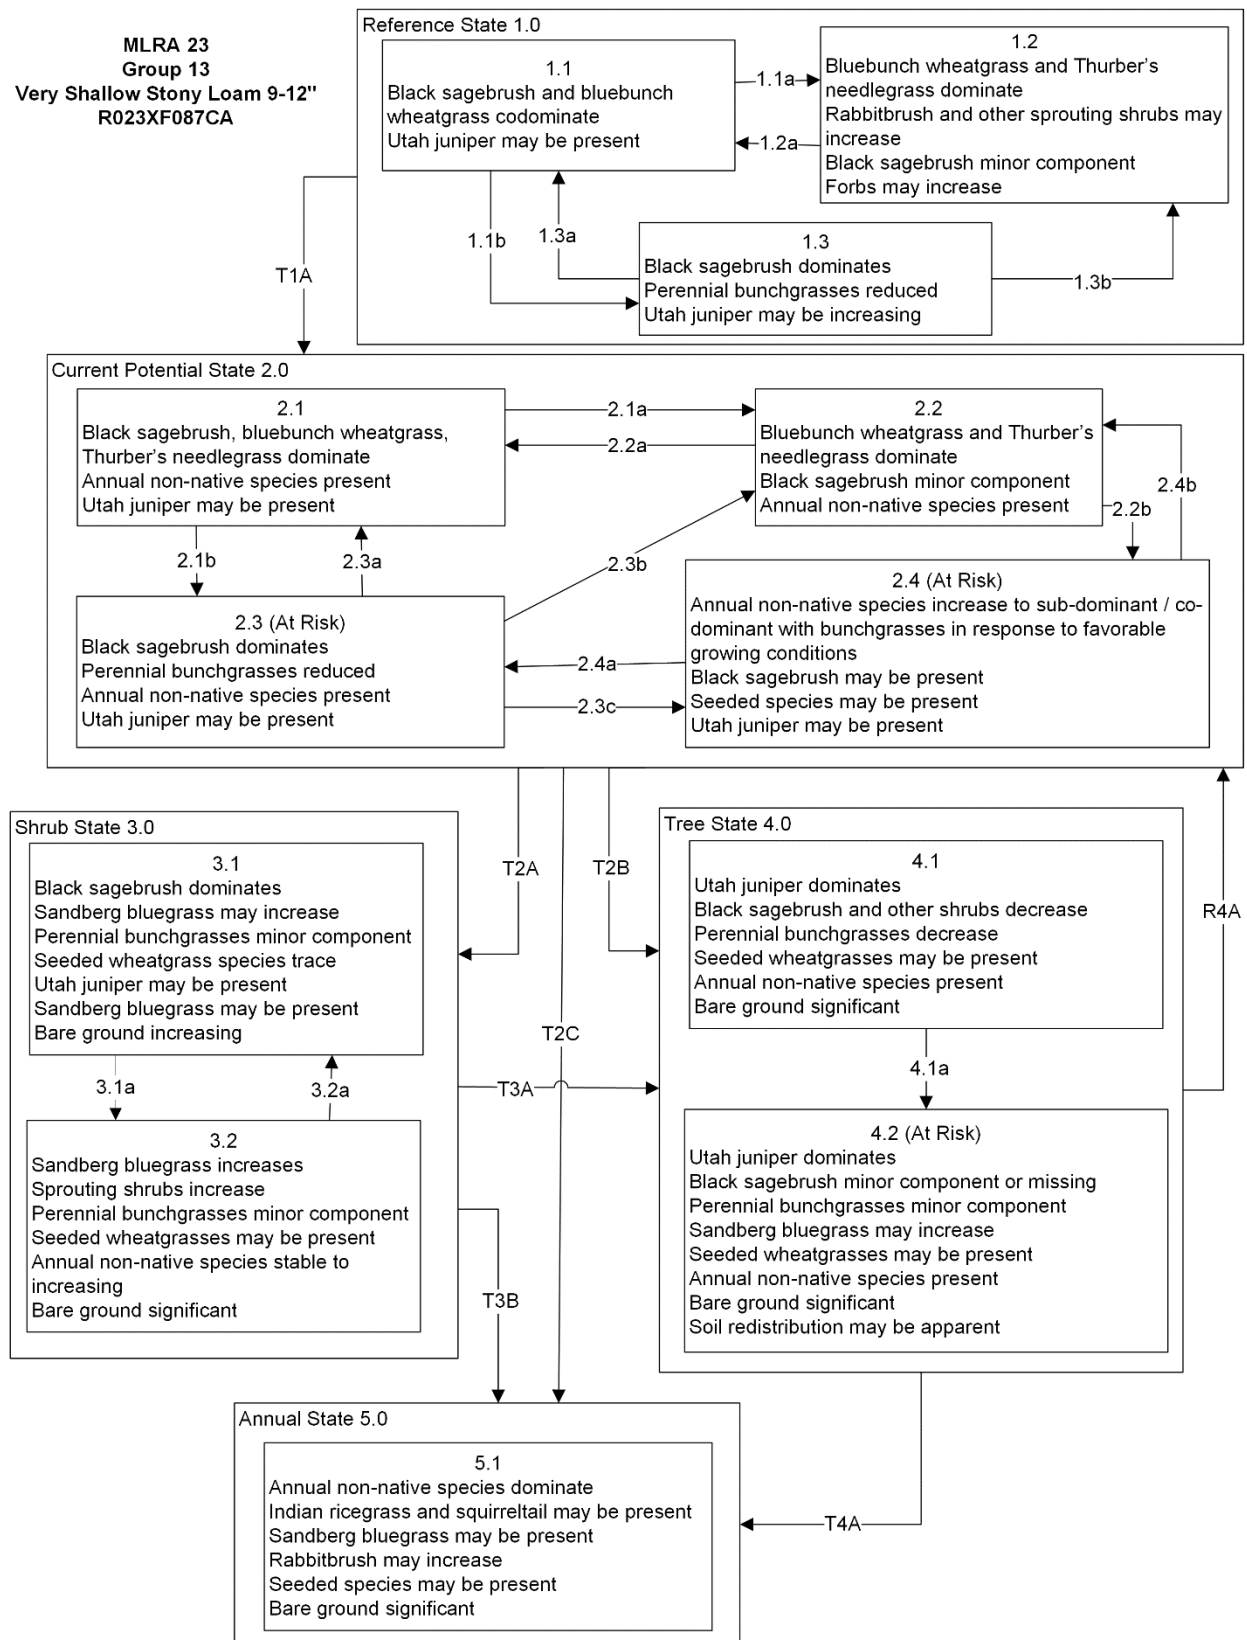 MLRA 23
Group 13
Very Shallow Stony Loam 9-12"
R023XF087CA
Reference State 1.0
1.1
Black sagebrush and bluebunch
wheatgrass codominate
Utah juniper may be present
1.1a
1.2a
1.2
Bluebunch wheatgrass and Thurber's
needlegrass dominate
Rabbitbrush and other sprouting shrubs may
increase
Black sagebrush minor component
Forbs may increase
1.1b
1.3a
1.3
Black sagebrush dominates
Perennial bunchgrasses reduced
Utah juniper may be increasing
1.3b
T1A
Current Potential State 2.0
2.1
Black sagebrush, bluebunch wheatgrass,
Thurber's needlegrass dominate
Annual non-native species present
Utah juniper may be present
2.1a
2.2a
2.2
Bluebunch wheatgrass and Thurber's
needlegrass dominate
Black sagebrush minor component
Annual non-native species present
2.4b
2.2b
2.1b
2.3a
2.3b
2.3 (At Risk)
Black sagebrush dominates
Perennial bunchgrasses reduced
Annual non-native species present
Utah juniper may be present
2.4a
2.3c
2.4 (At Risk)
Annual non-native species increase to sub-dominant / co-
dominant with bunchgrasses in response to favorable
growing conditions
Black sagebrush may be present
Seeded species may be present
Utah juniper may be present
Shrub State 3.0
3.1
Black sagebrush dominates
Sandberg bluegrass may increase
Perennial bunchgrasses minor component
Seeded wheatgrass species trace
Utah juniper may be present
Sandberg bluegrass may be present
Bare ground increasing
3.1a
3.2a
3.2
Sandberg bluegrass increases
Sprouting shrubs increase
Perennial bunchgrasses minor component
Seeded wheatgrasses may be present
Annual non-native species stable to
increasing
Bare ground significant
T2A
T2B
T2C
T3A
T3B
Tree State 4.0
4.1
Utah juniper dominates
Black sagebrush and other shrubs decrease
Perennial bunchgrasses decrease
Seeded wheatgrasses may be present
Annual non-native species present
Bare ground significant
4.1a
4.2 (At Risk)
Utah juniper dominates
Black sagebrush minor component or missing
Perennial bunchgrasses minor component
Sandberg bluegrass may increase
Seeded wheatgrasses may be present
Annual non-native species present
Bare ground significant
Soil redistribution may be apparent
R4A
Annual State 5.0
5.1
Annual non-native species dominate
Indian ricegrass and squirreltail may be present
Sandberg bluegrass may be present
Rabbitbrush may increase
Seeded species may be present
Bare ground significant
T4A